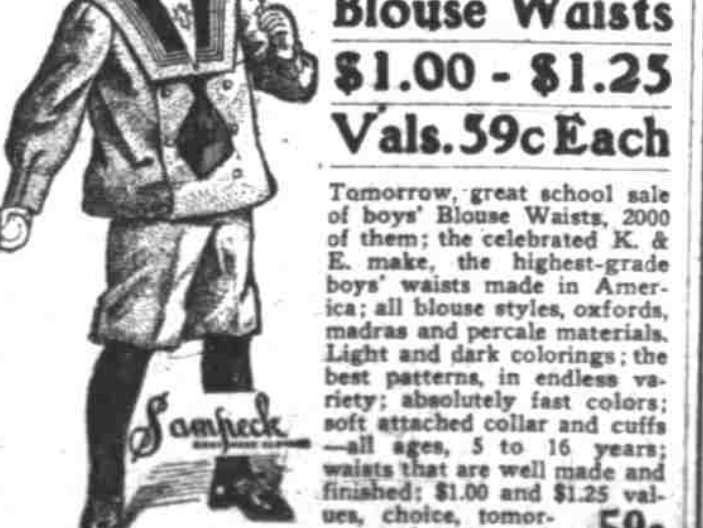 Blouse Waists
$1.00 - $1.25
Vals. 59c Each
Tomorrow, great school sale
of boys' Blouse Waists, 2000
of them; the celebrated K. &
E. make, the highest-grade
boys' waists made in Amer-
ica; all blouse styles, oxfords,
madras and percale materials.
Light and dark colorings; the
best patterns, in endless va-
riety; absolutely fast colors;
soft attached collar and cuffs
—all ages, 5 to 16 years;
waists that are well made and
finished; $1.00 and $1.25 val-
ues, choice, tomor-
Sampeck